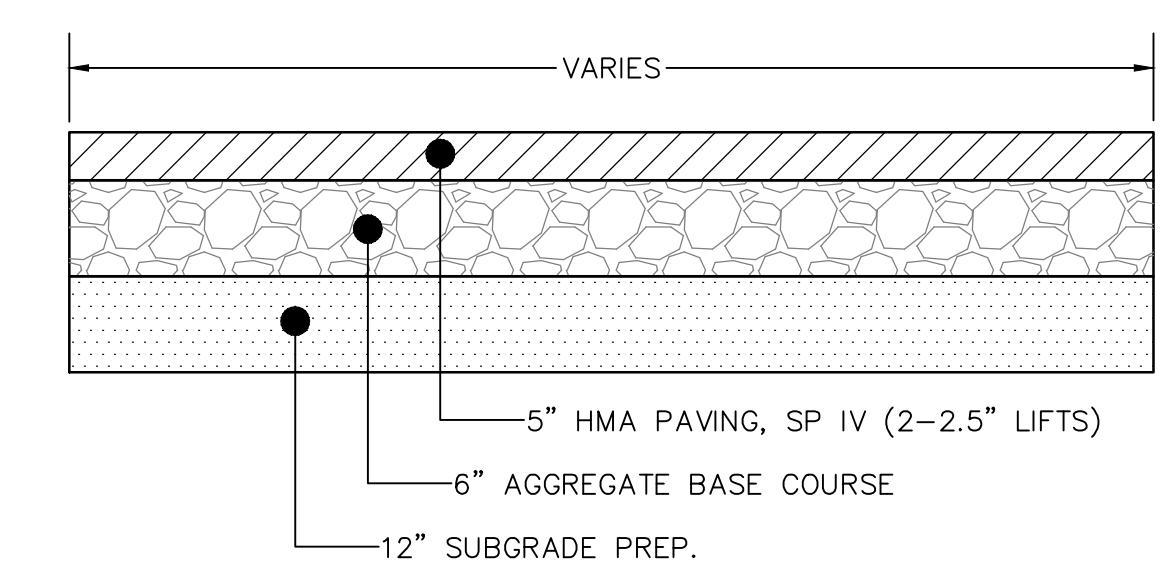 VARIES
5” HMA PAVING, SP IV (2-2.5” LIFTS)
6” AGGREGATE BASE COURSE
12” SUBGRADE PREP.